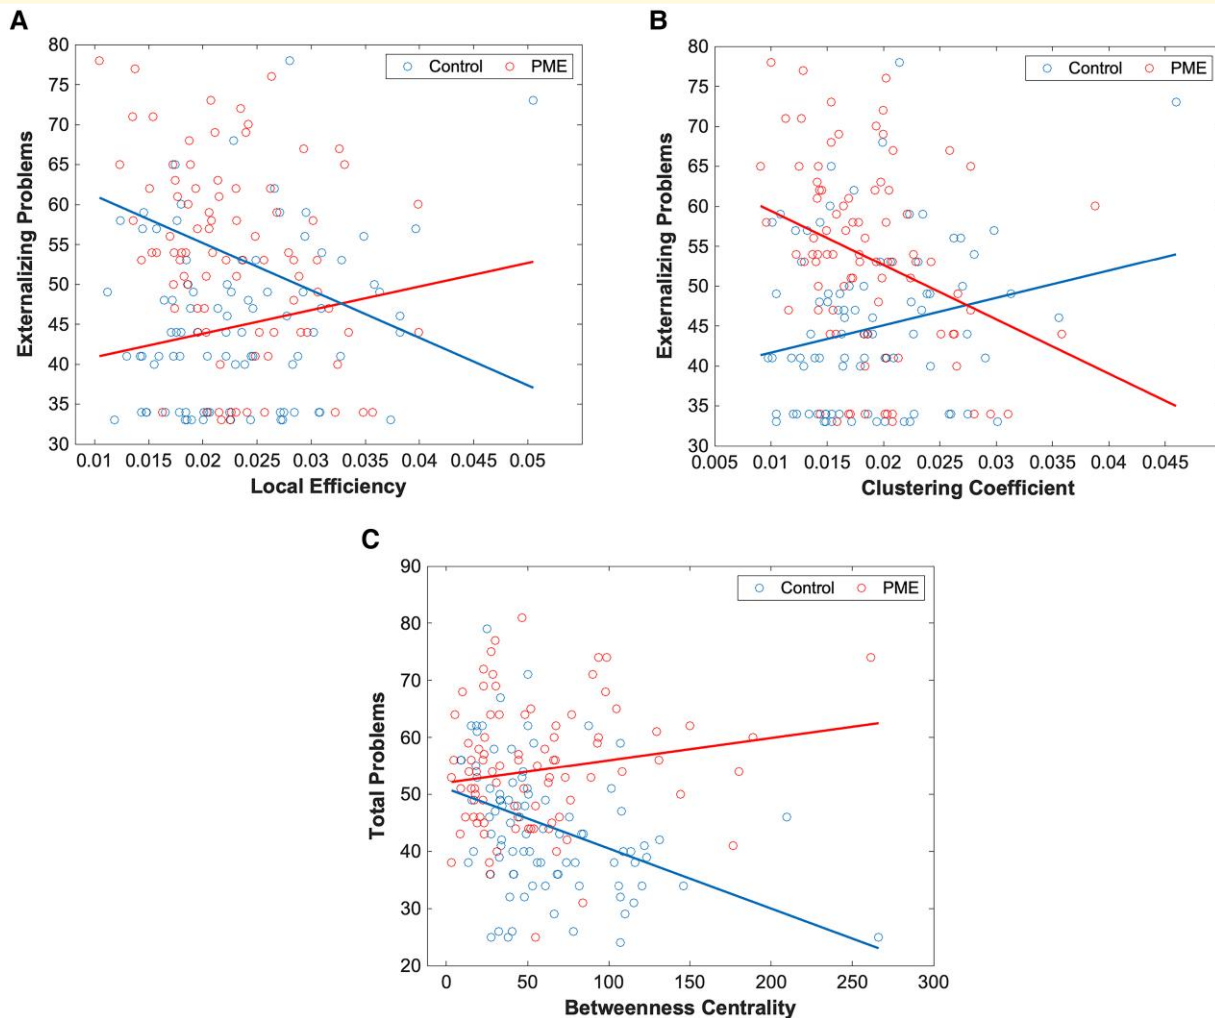 A
Externalizing Problems
80
75
70
65
60
55
50
45
40
35
30
Control PME
0.01 0.015 0.02 0.025 0.03 0.035 0.04 0.045 0.05
Local Efficiency
B
Externalizing Problems
80
75
70
65
60
55
50
45
40
35
30
Control PME
0.005 0.01 0.015 0.02 0.025 0.03 0.035 0.04 0.045
Clustering Coefficient
C
Total Problems
90
80
70
60
50
40
30
20
Control PME
0 50 100 150 200 250 300
Betweenness Centrality